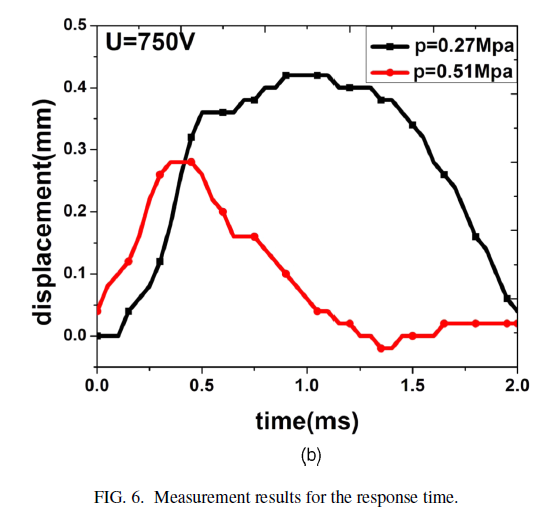 U=750V
p=0.27Mpa
p=0.51Mpa
0.5
0.4
0.3
0.2
0.1
0.0
displacement(mm)
0.0 0.5 1.0 1.5 2.0
time(ms)
(b)
FIG. 6. Measurement results for the response time.